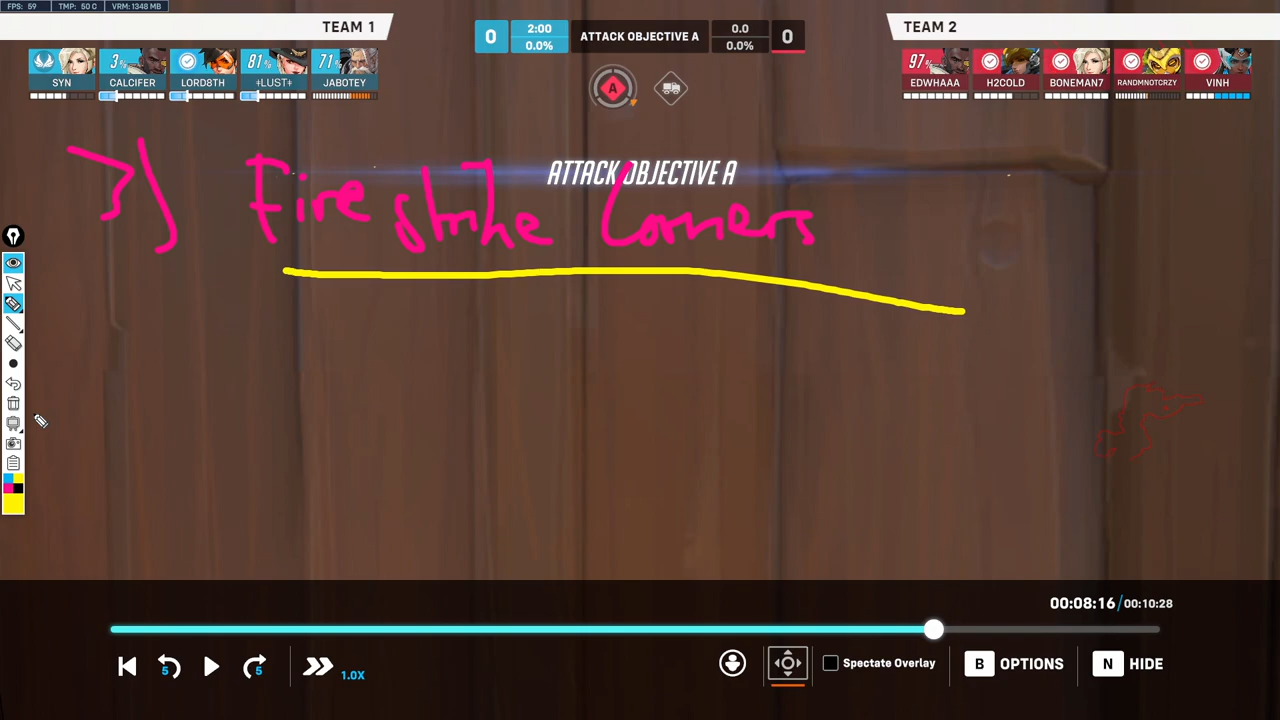 FPS: 59 TMP: 50 C VRM: 1348 MB
TEAM 1
0
2:00
0.0%
ATTACK OBJECTIVE A
0.0
0.0%
0
TEAM 2
3%
81%
71%
97%
SYN
CALCIFER
LORD8TH
+LUST+
JABOTEY
EDWHAAA
H2COLD
BONEMAN7
RANDMNOTCRZY
VINH
A
ATTACK OBJECTIVE A
3) Fire strike Corners
00:08:16/00:10:28
5
5
1.0X
Spectate Overlay
B OPTIONS
N HIDE